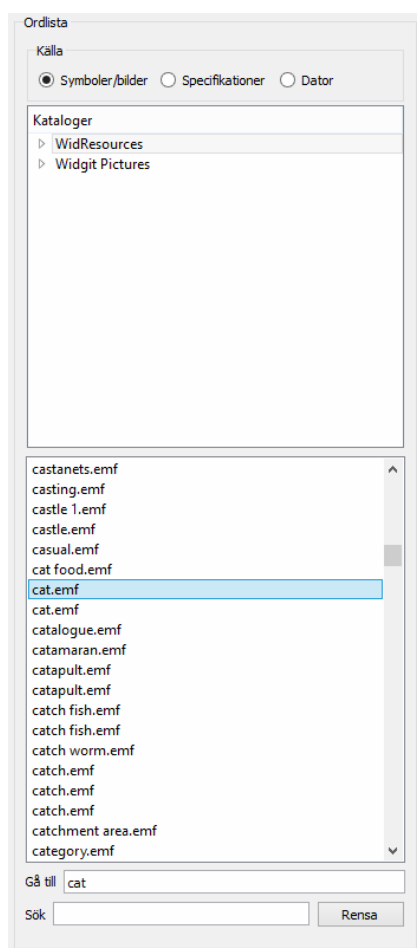 Ordlista
Källa
Symboler/bilder Specifikationer Dator
Kataloger
WidResources
Widgit Pictures
castanets.emf
casting.emf
castle 1.emf
castle.emf
casual.emf
cat food.emf
cat.emf
cat.emf
catalogue.emf
catamaran.emf
catapult.emf
catapult.emf
catch fish.emf
catch fish.emf
catch worm.emf
catch.emf
catch.emf
catch.emf
catchment area.emf
category.emf
Gå till cat
Sök Rensa